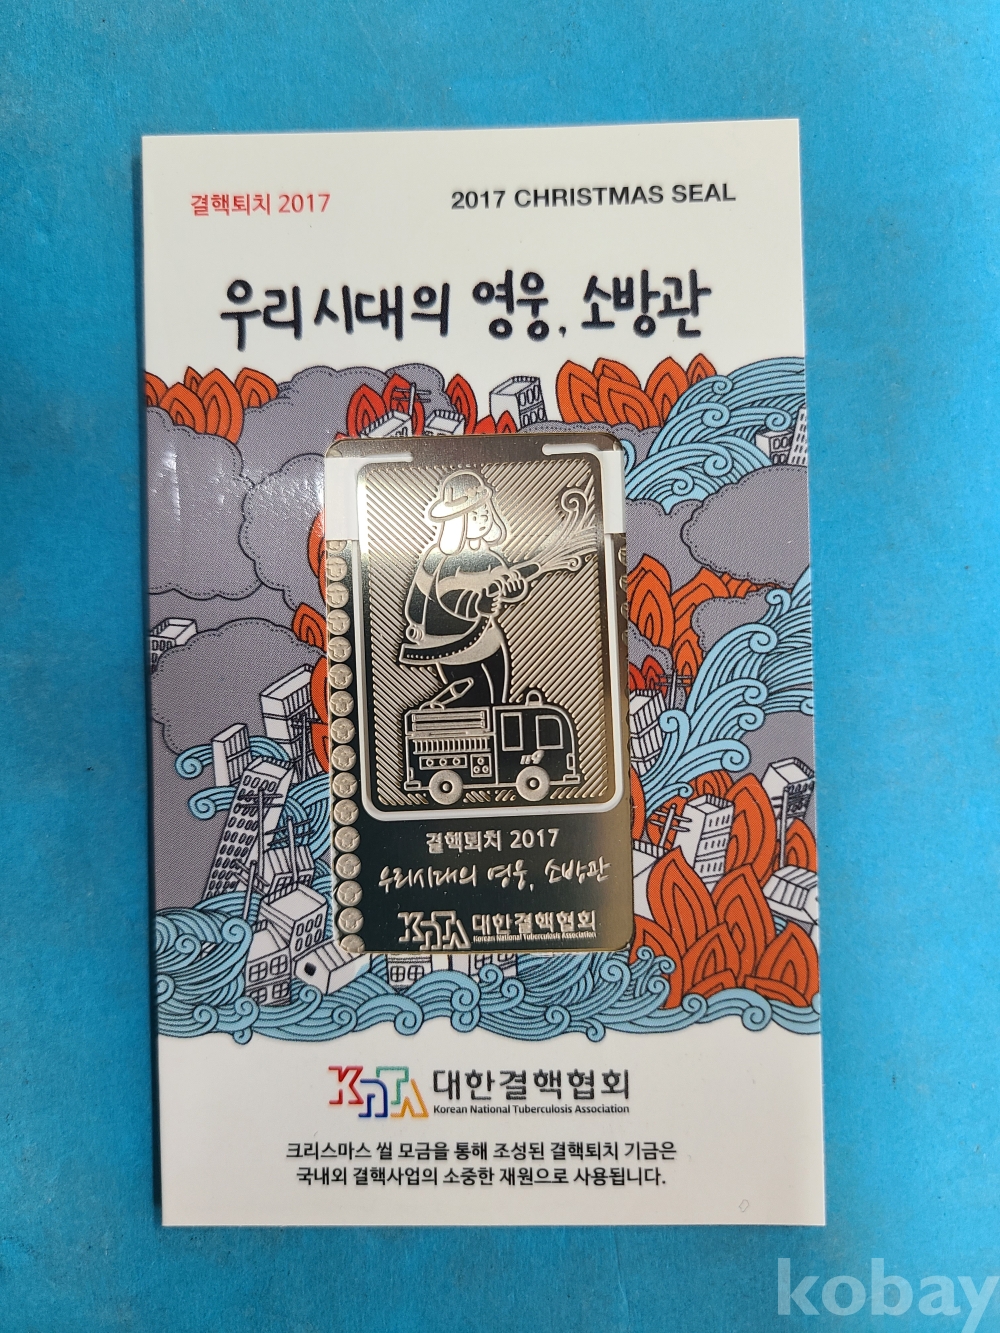 결핵퇴치 2017
2017 CHRISTMAS SEAL
우리 시대의 영웅, 소방관
119
결핵퇴치 2017
우리시대의 영웅, 소방관
KNTA 대한결핵협회
Korean National Tuberculosis Association
KNTA 대한결핵협회
Korean National Tuberculosis Association
크리스마스 씰 모금을 통해 조성된 결핵퇴치 기금은
국내외 결핵사업의 소중한 재원으로 사용됩니다.
kobay